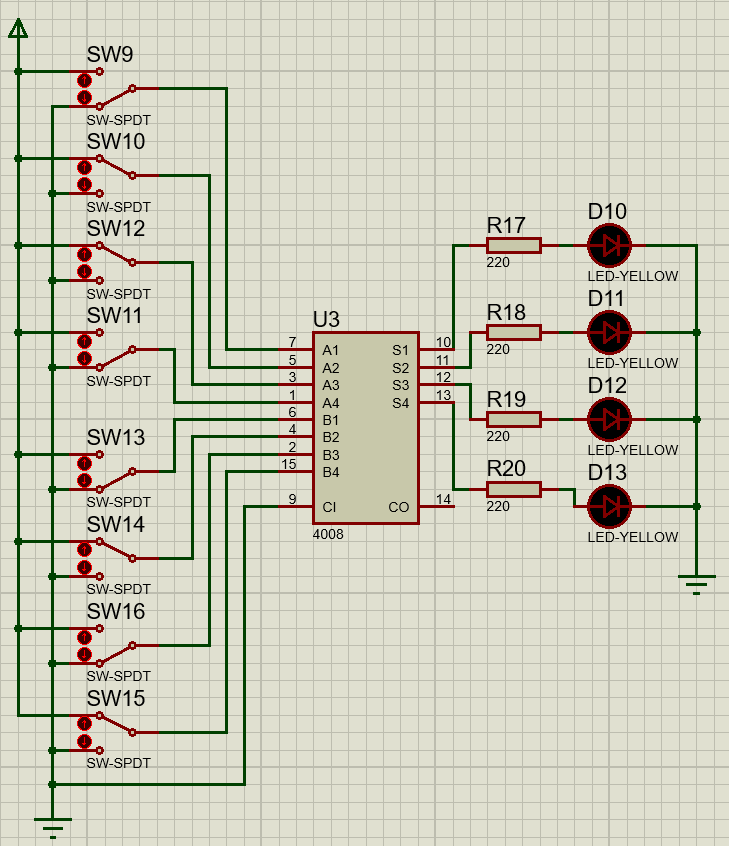 SW9
SW-SPDT
SW10
SW-SPDT
SW12
SW-SPDT
SW11
SW-SPDT
SW13
SW-SPDT
SW14
SW-SPDT
SW16
SW-SPDT
SW15
SW-SPDT
U3
7 A1 S1 10
5 A2 S2 11
3 A3 S3 12
1 A4 S4 13
6 B1
4 B2
2 B3
15 B4
9 CI CO 14
4008
R17
220
R18
220
R19
220
R20
220
D10
LED-YELLOW
D11
LED-YELLOW
D12
LED-YELLOW
D13
LED-YELLOW